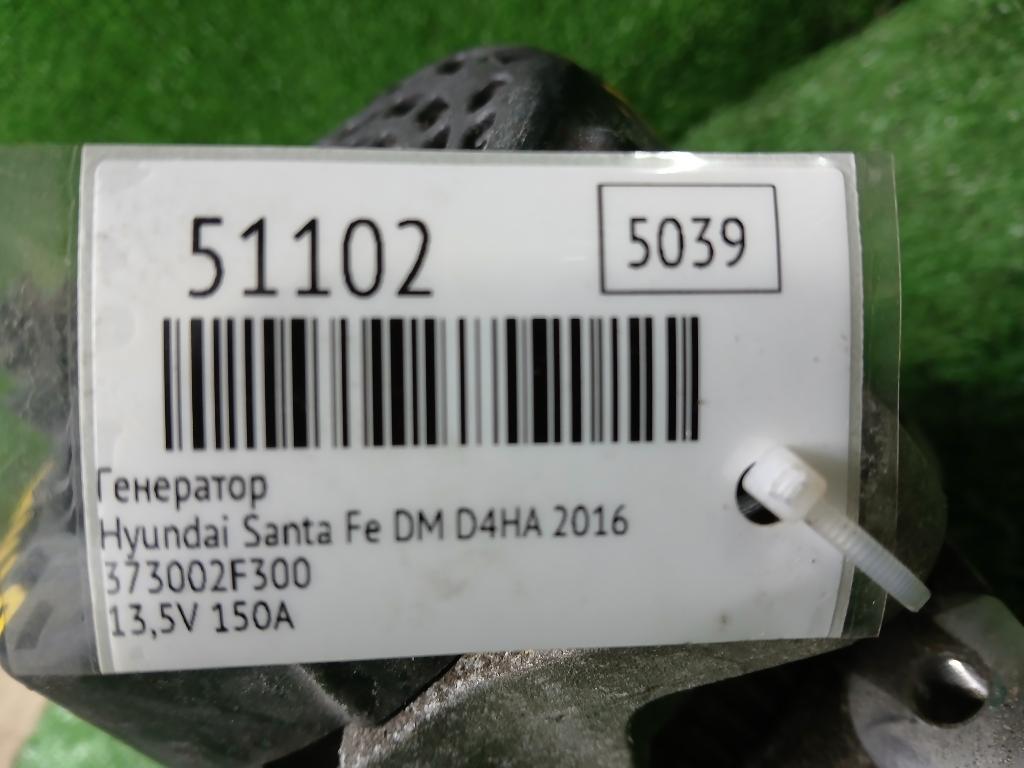 51102
5039
Генератор
Hyundai Santa Fe DM D4HA 2016
373002F300
13,5V 150A